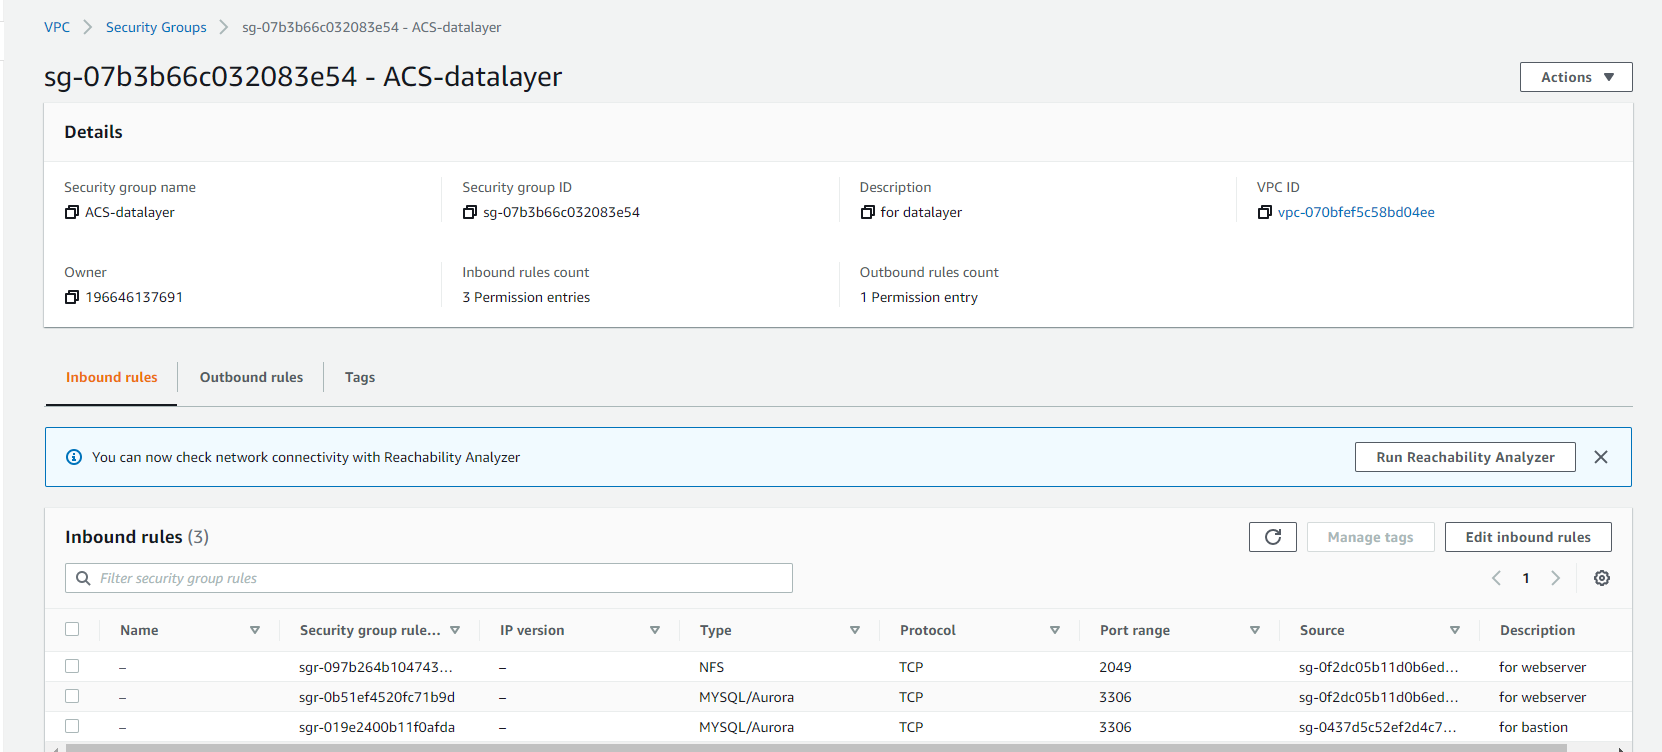 VPC > Security Groups > sg-07b3b66c032083e54 - ACS-datalayer
sg-07b3b66c032083e54 - ACS-datalayer
Actions
Details
Security group name
ACS-datalayer
Security group ID
sg-07b3b66c032083e54
Description
for datalayer
VPC ID
vpc-070bfef5c58bd04ee
Owner
196646137691
Inbound rules count
3 Permission entries
Outbound rules count
1 Permission entry
Inbound rules Outbound rules Tags
You can now check network connectivity with Reachability Analyzer
Run Reachability Analyzer
Inbound rules (3)
Manage tags
Edit inbound rules
Filter security group rules
1
Name Security group rule... IP version Type Protocol Port range Source Description
– sgr-097b264b104743... – NFS TCP 2049 sg-0f2dc05b11d0b6ed... for webserver
– sgr-0b51ef4520fc71b9d – MYSQL/Aurora TCP 3306 sg-0f2dc05b11d0b6ed... for webserver
– sgr-019e2400b11f0afda – MYSQL/Aurora TCP 3306 sg-0437d5c52ef2d4c7... for bastion